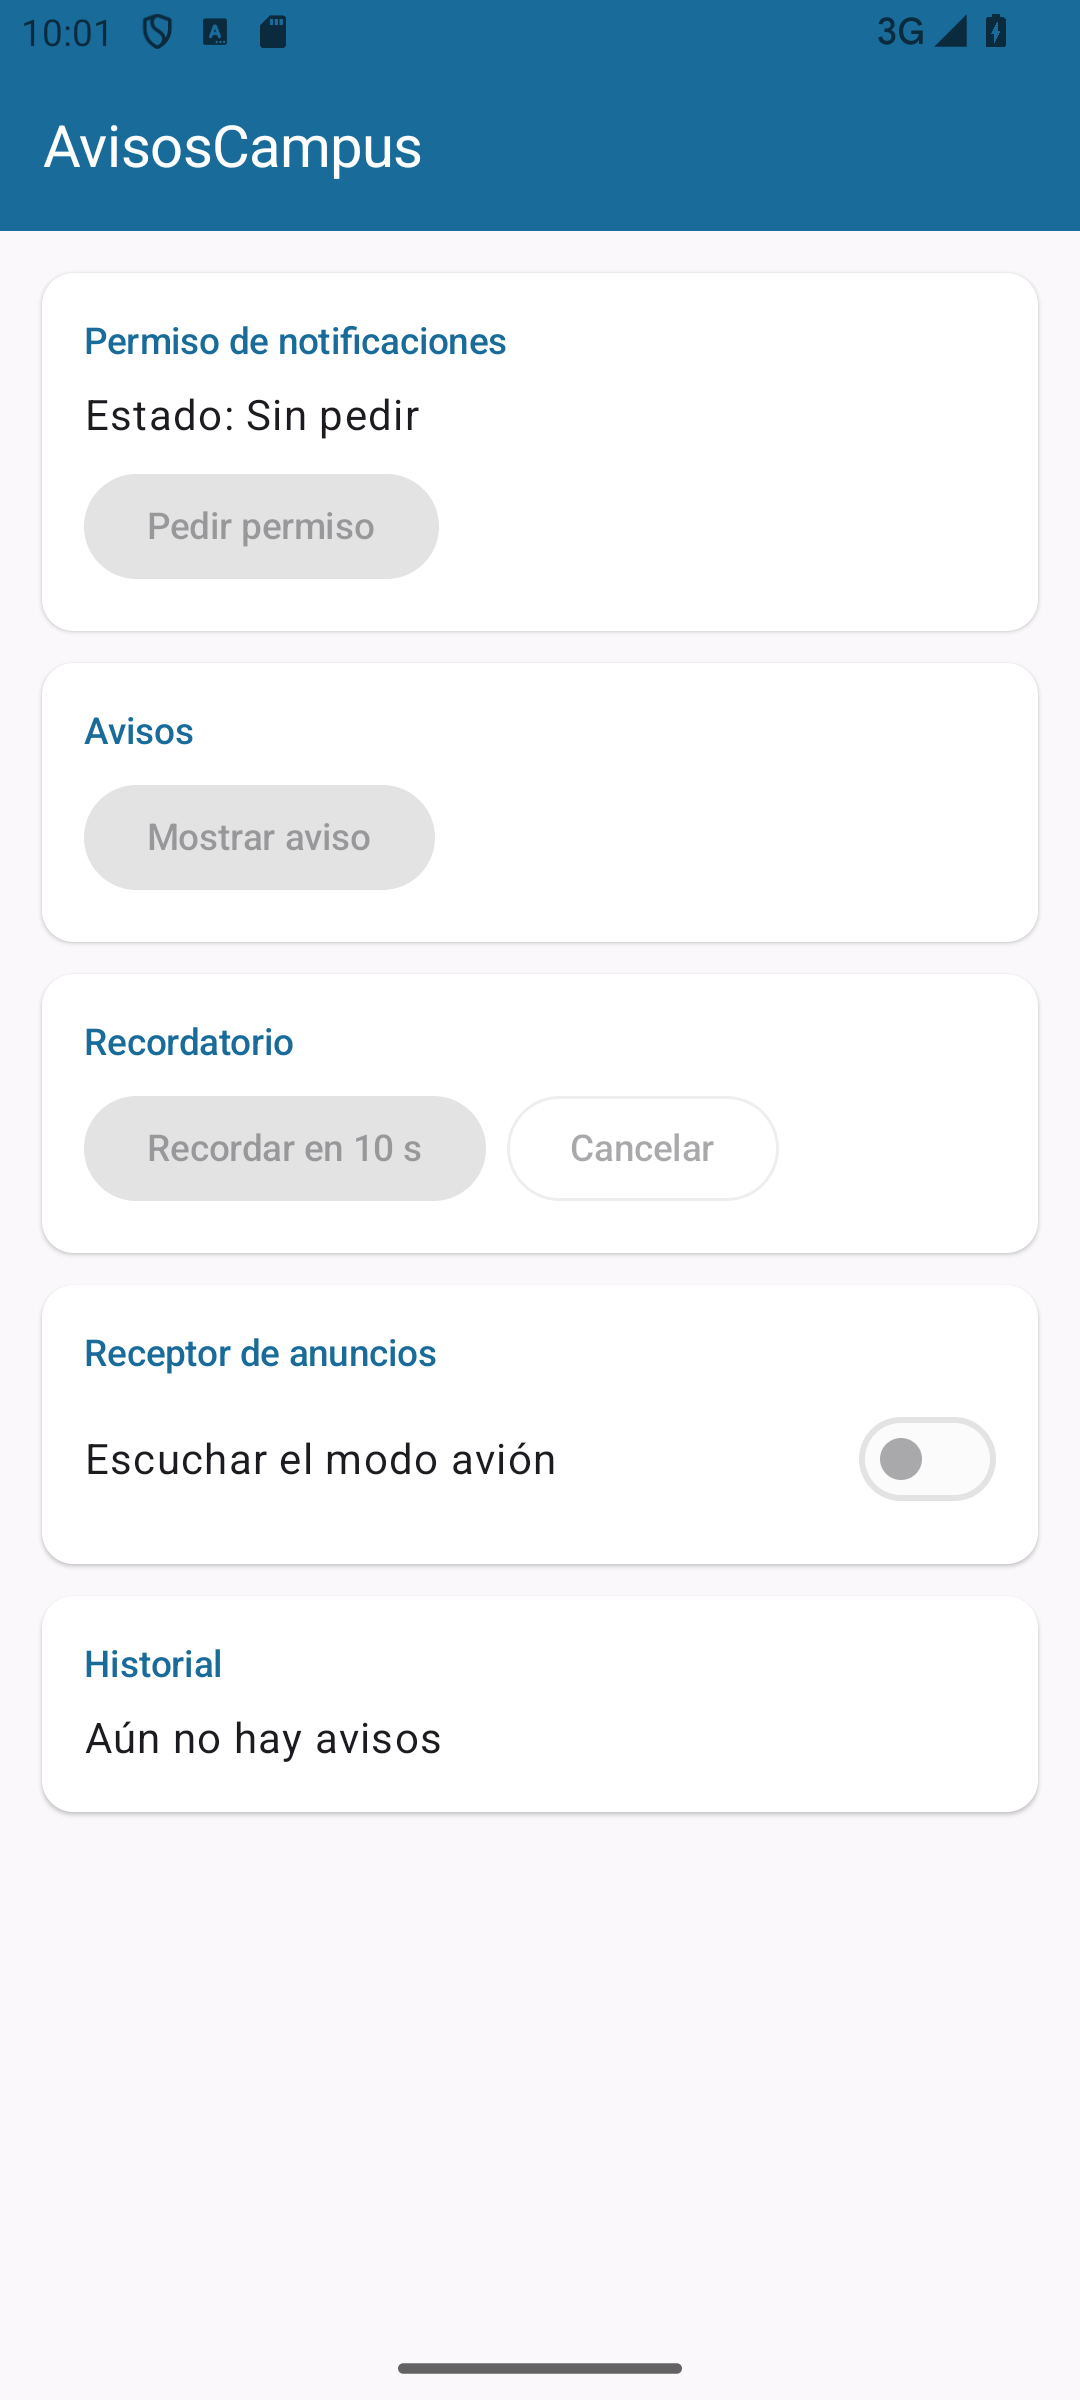 10:01 3G
AvisosCampus
Permiso de notificaciones
Estado: Sin pedir
Pedir permiso
Avisos
Mostrar aviso
Recordatorio
Recordar en 10 s Cancelar
Receptor de anuncios
Escuchar el modo avión
Historial
Aún no hay avisos